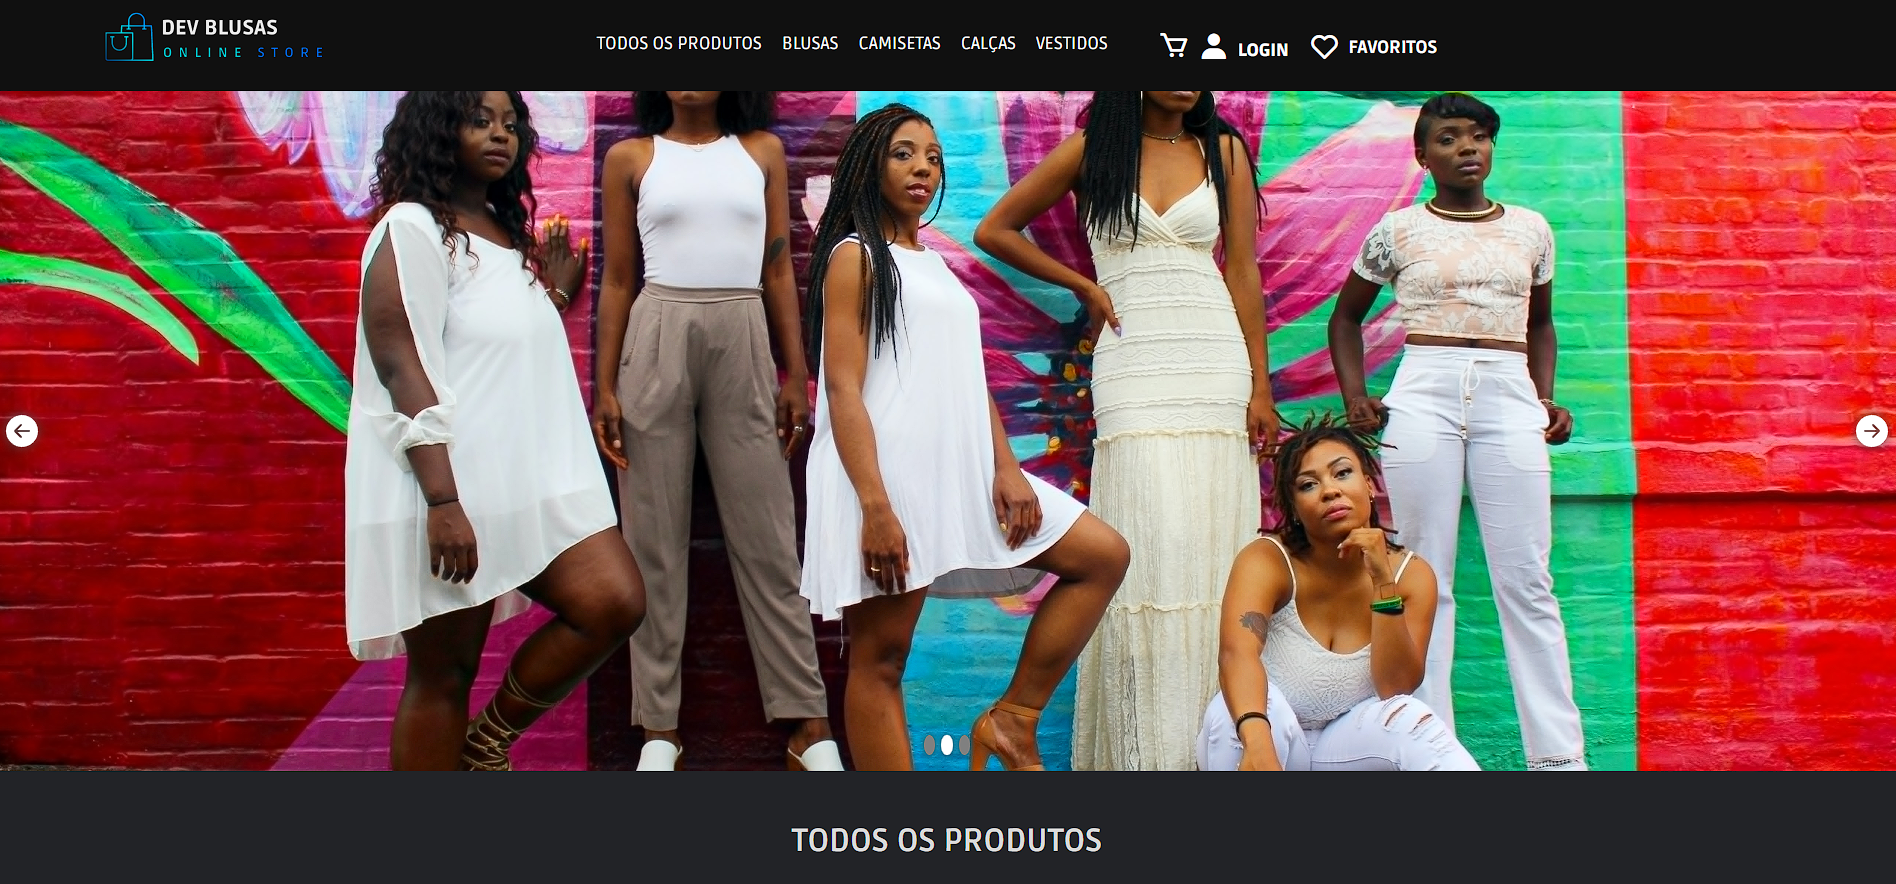 DEV BLUSAS
ONLINE STORE
TODOS OS PRODUTOS BLUSAS CAMISETAS CALÇAS VESTIDOS LOGIN FAVORITOS
TODOS OS PRODUTOS